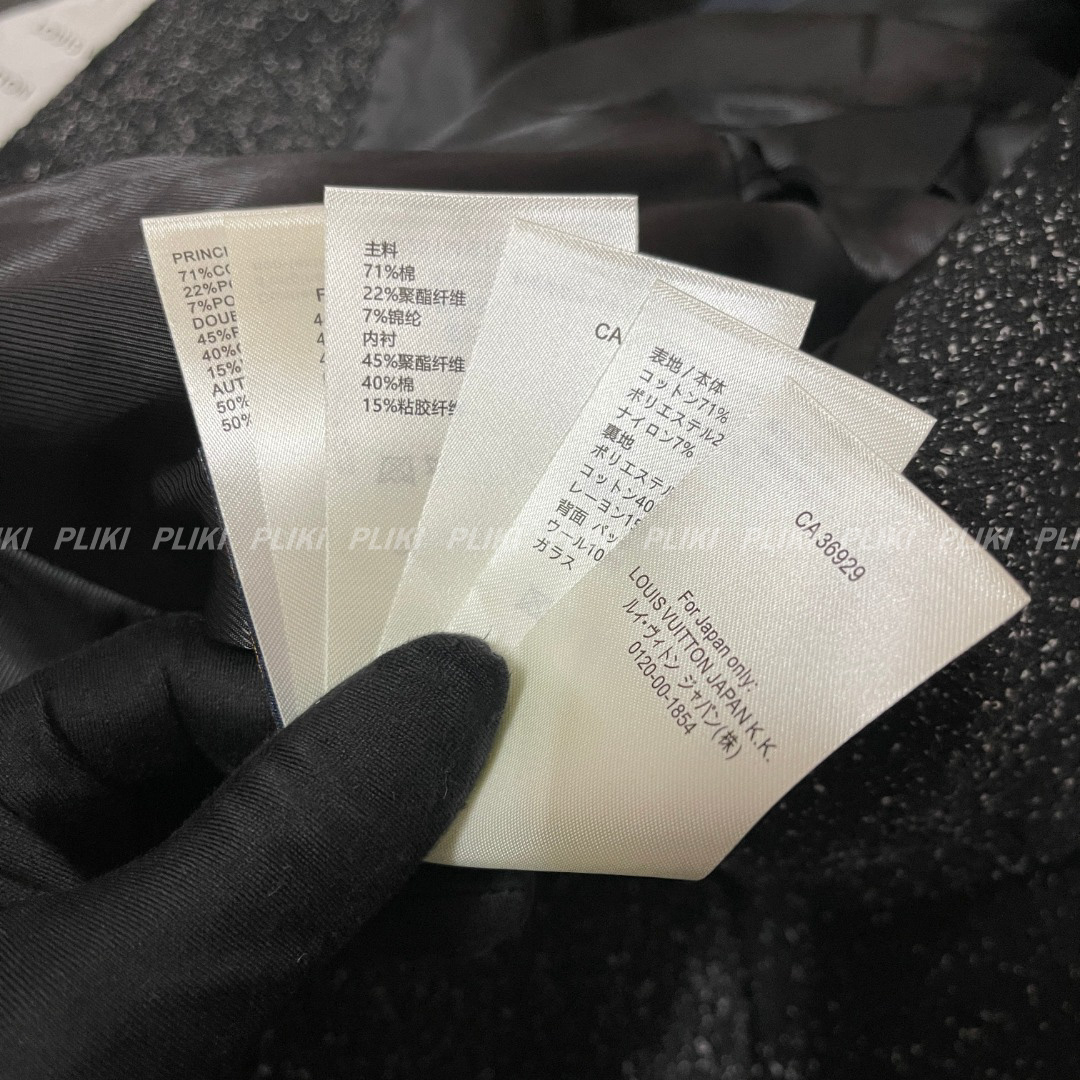 PRINCI
71%C
22%P
7%PO
DOUE
45%
40%
15%
AUT
50%
50%
主料
71%棉
22%聚酯纤维
7%锦纶
内衬
45%聚酯纤维
40%棉
15%粘胶纤
CA
表地 / 本体
コットン71%
ポリエステル2
ナイロン7%
裏地
ポリエステル
コットン40
レーヨン15
背面 パッ
ウール10
ガラス
CA 36929
For Japan only:
LOUIS VUITTON JAPAN K.K.
ルイ・ヴィトン ジャパン(株)
0120-00-1854
PLIKI PLIKI PLIKI PLIKI PLIKI PLIKI PLIKI PLIKI PLIKI